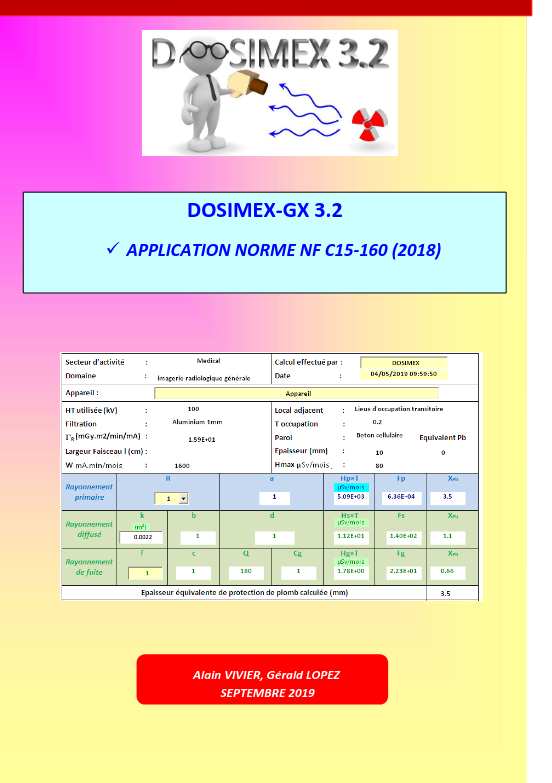 DOSIMEX 3.2
DOSIMEX-GX 3.2
✓ APPLICATION NORME NF C15-160 (2018)
Secteur d'activité : Medical Calcul effectué par : DOSIMEX
Domaine : imagerie radiologique générale Date : 04/05/2019 09:59:50
Appareil : Appareil
HT utilisée (kV) : 100 Local adjacent : Lieux d'occupation transitoire
Filtration : Aluminium 1mm T occupation : 0.2
ΓR (mGy.m2/min/mA) : 1.59E+01 Paroi : Beton cellulaire Equivalent Pb
Largeur Faisceau l (cm) : Epaisseur (mm) : 10 0
W mA.min/mois : 1600 Hmax µSv/mois : 80
Rayonnement primaire
R a Hp×T Fp XPb
µSv/mois
1 1 5.09E+03 6.36E-04 3.5
Rayonnement diffusé
k b d Hs×T Fs XPb
(m²) µSv/mois
0.0022 1 1 1.12E+01 1.40E+02 1.1
Rayonnement de fuite
f c Q Cg Hg×T Fg XPb
µSv/mois
1 1 180 1 1.78E+00 2.23E+01 0.66
Epaisseur équivalente de protection de plomb calculée (mm) 3.5
Alain VIVIER, Gérald LOPEZ
SEPTEMBRE 2019